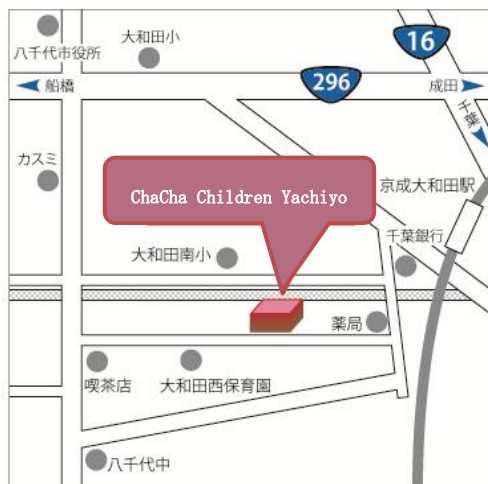 八千代市役所
大和田小
16
船橋
296
成田
千葉
カスミ
京成大和田駅
ChaCha Children Yachiyo
千葉銀行
大和田南小
薬局
喫茶店
大和田西保育園
八千代中